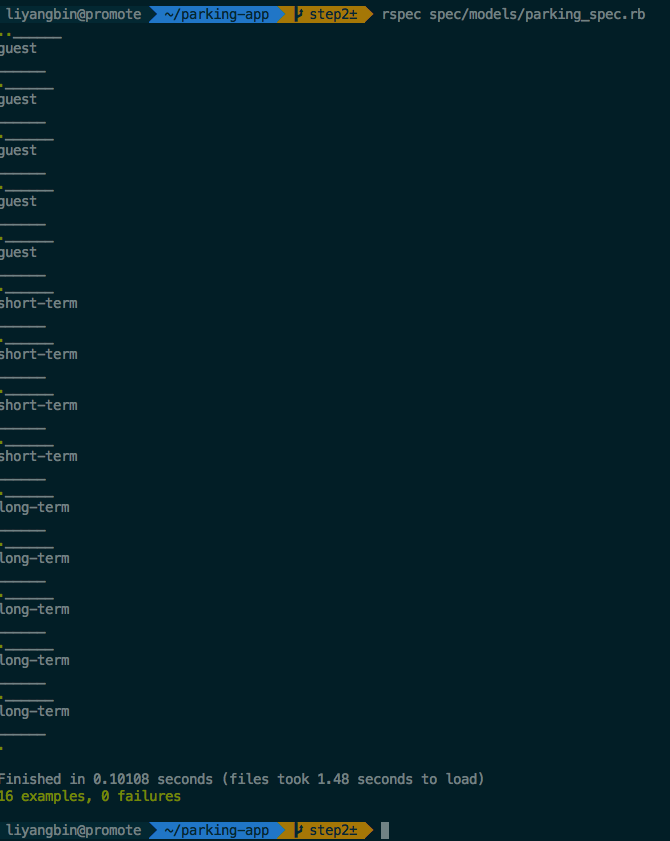 liyangbin@promote ~/parking-app step2± rspec spec/models/parking_spec.rb
..______
guest
______
.______
guest
______
.______
guest
______
.______
guest
______
.______
guest
______
.______
short-term
______
.______
short-term
______
.______
short-term
______
.______
short-term
______
.______
long-term
______
.______
long-term
______
.______
long-term
______
.______
long-term
______
.______
long-term
______
.
Finished in 0.10108 seconds (files took 1.48 seconds to load)
16 examples, 0 failures
liyangbin@promote ~/parking-app step2±